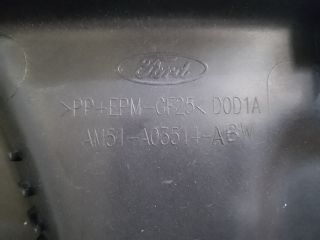 Ford
>PP+EPM-GF25< D0D1A
AM51-A03514-ABW